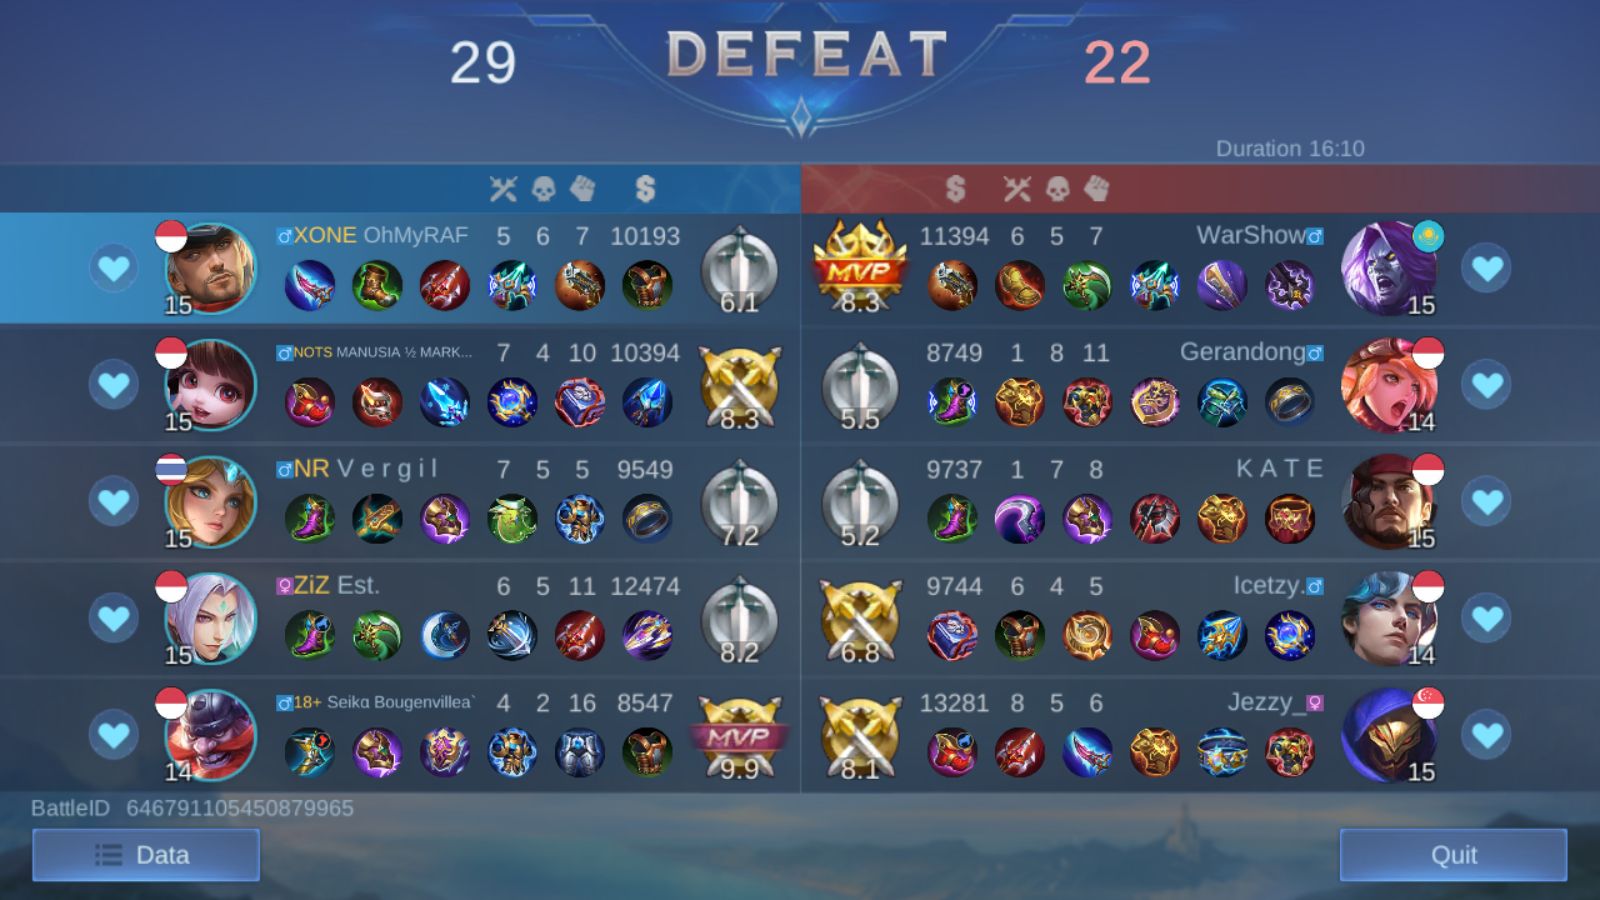 29 DEFEAT 22
Duration 16:10
XONE OhMyRAF 5 6 7 10193
15 6.1
MVP 8.3 11394 6 5 7 WarShow
15
NOTS MANUSIA ½ MARK... 7 4 10 10394
15 8.3
5.5 8749 1 8 11 Gerandong
14
NR V e r g i l 7 5 5 9549
15 7.2
5.2 9737 1 7 8 K A T E
15
ZiZ Est. 6 5 11 12474
15 8.2
6.8 9744 6 4 5 Icetzy.
14
18+ Seikα Bougenvillea` 4 2 16 8547
14 MVP 9.9
8.1 13281 8 5 6 Jezzy_
15
BattleID 646791105450879965
Data
Quit